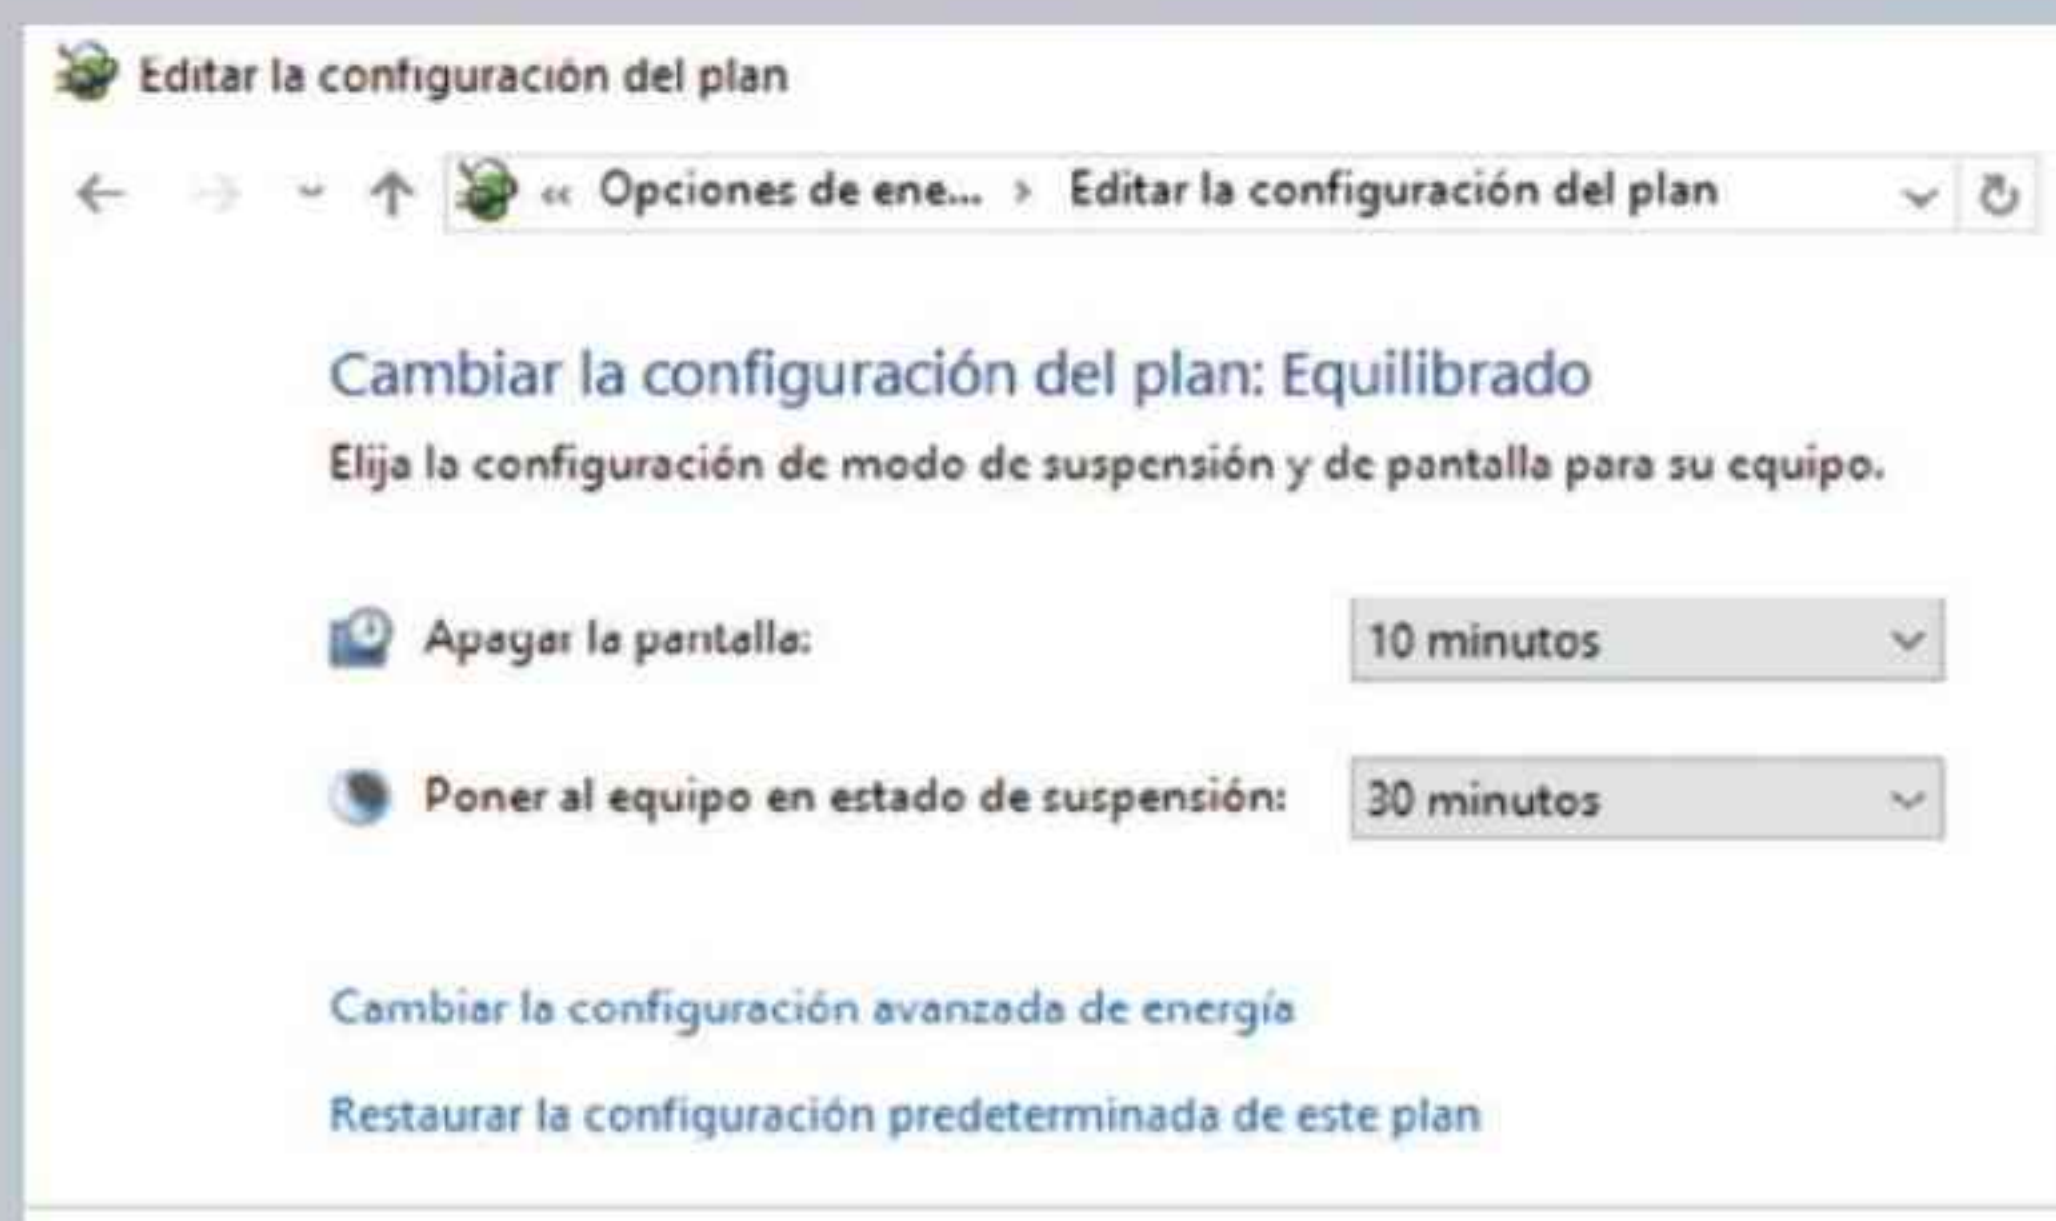 Editar la configuración del plan
« Opciones de ene... › Editar la configuración del plan
Cambiar la configuración del plan: Equilibrado
Elija la configuración de modo de suspensión y de pantalla para su equipo.
Apagar la pantalla: 10 minutos
Poner al equipo en estado de suspensión: 30 minutos
Cambiar la configuración avanzada de energía
Restaurar la configuración predeterminada de este plan